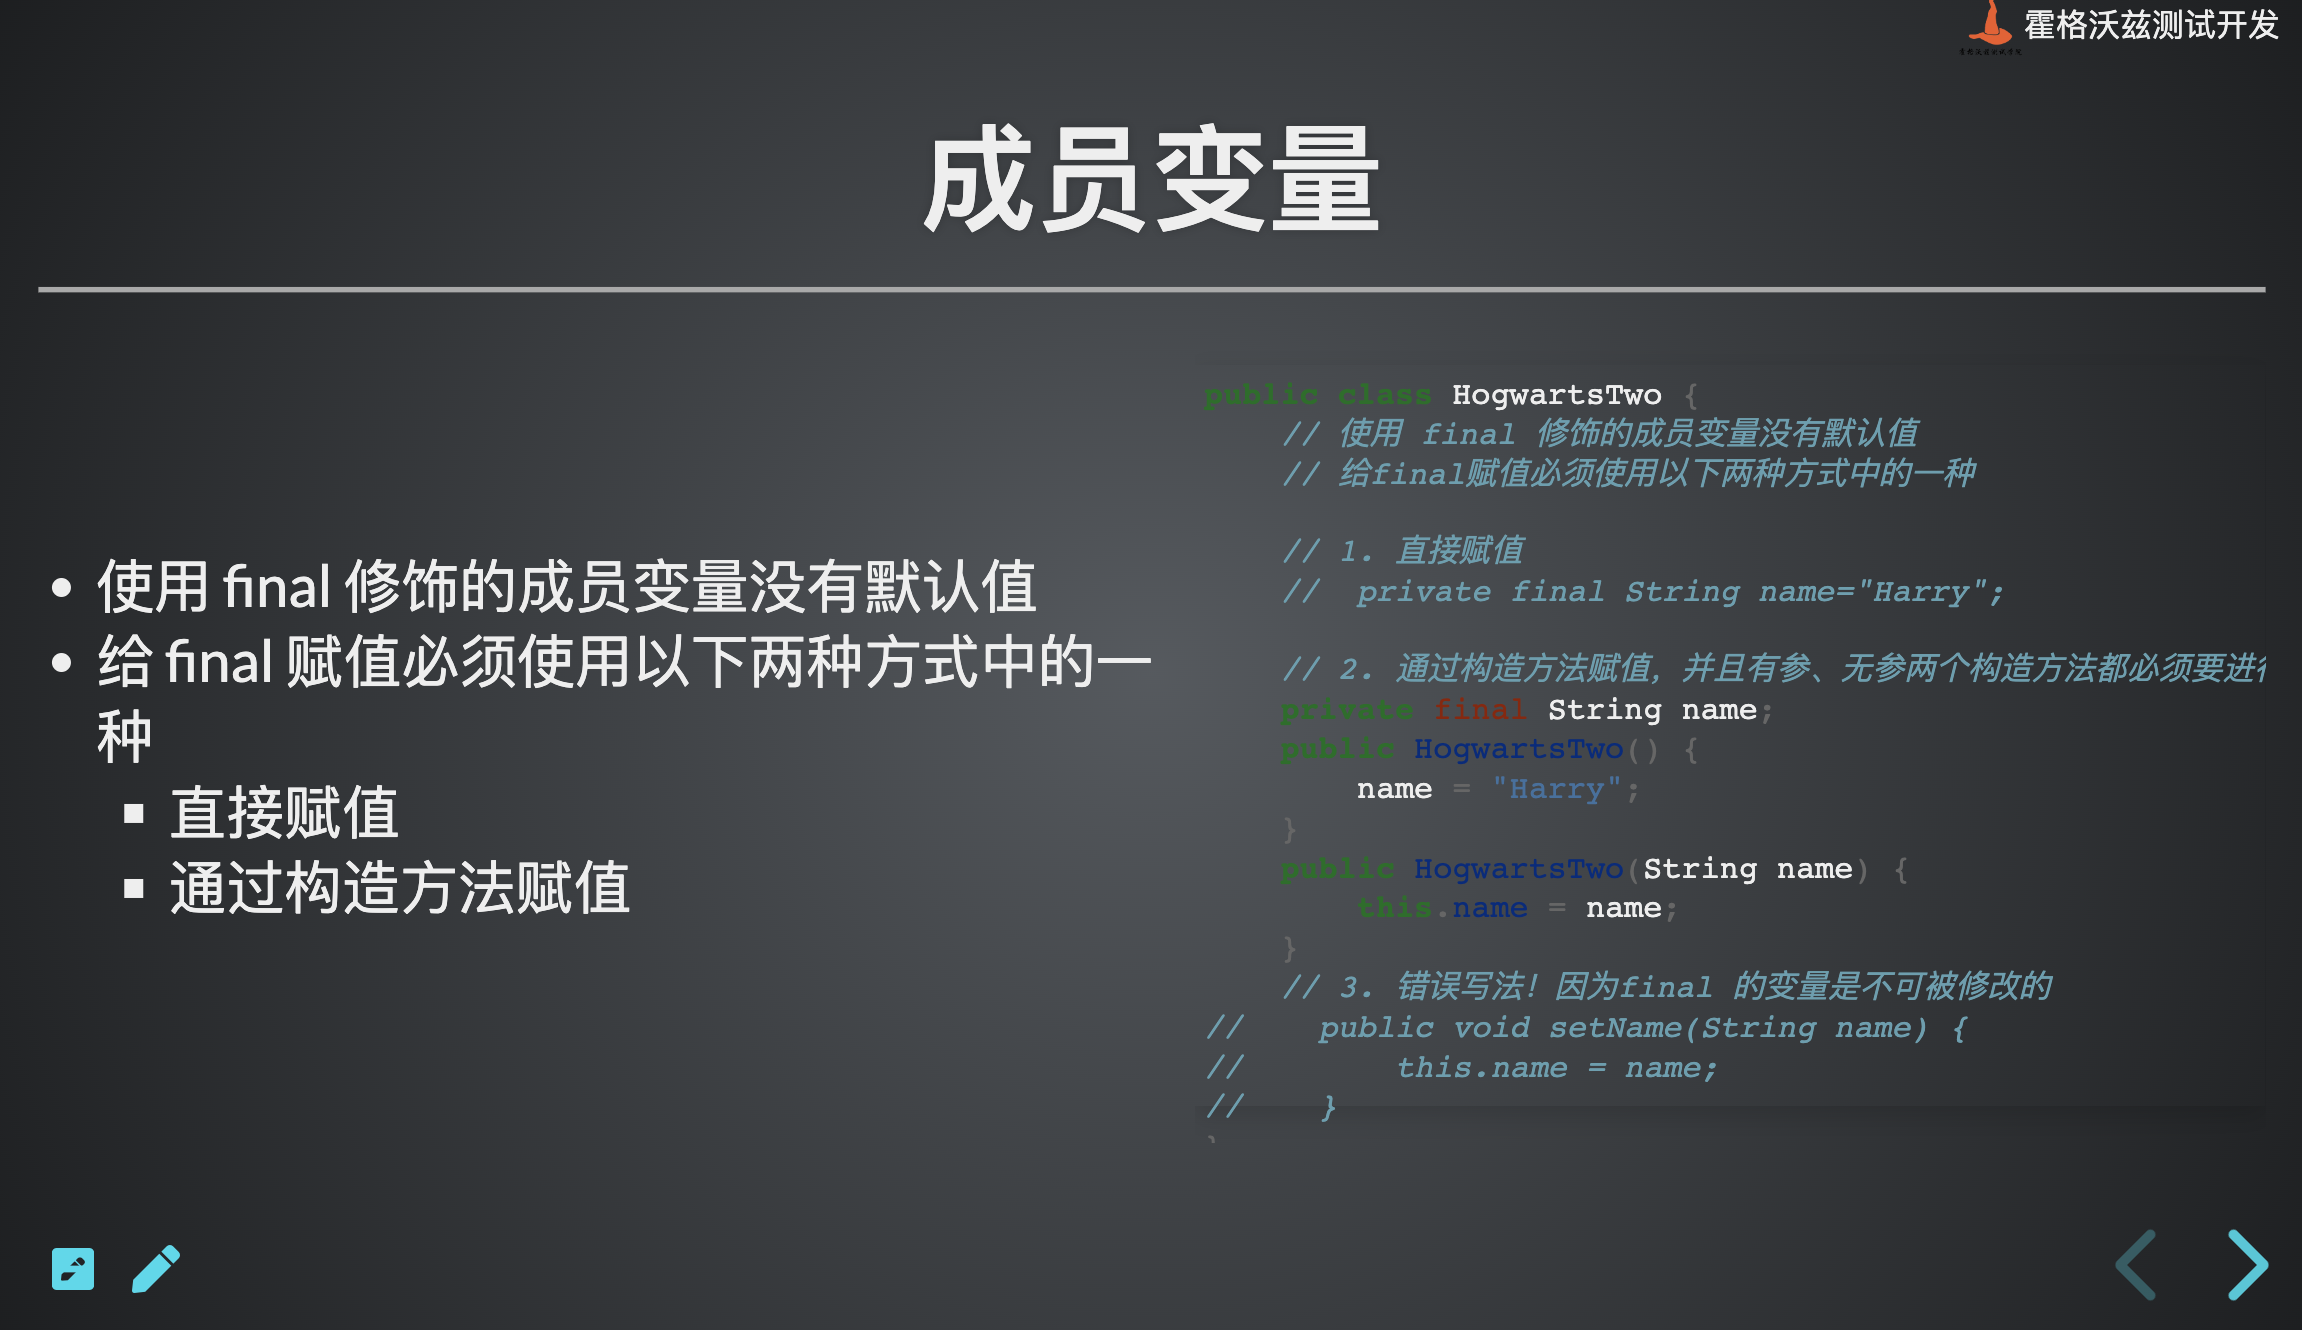 霍格沃兹测试开发
成员变量
使用 final 修饰的成员变量没有默认值
给 final 赋值必须使用以下两种方式中的一
种
直接赋值
通过构造方法赋值
public class HogwartsTwo {
    // 使用 final 修饰的成员变量没有默认值
    // 给final赋值必须使用以下两种方式中的一种
    // 1. 直接赋值
    //  private final String name="Harry";
    // 2. 通过构造方法赋值，并且有参、无参两个构造方法都必须要进
    private final String name;
    public HogwartsTwo() {
        name = "Harry";
    }
    public HogwartsTwo(String name) {
        this.name = name;
    }
    // 3. 错误写法！因为final 的变量是不可被修改的
//    public void setName(String name) {
//        this.name = name;
//    }
}